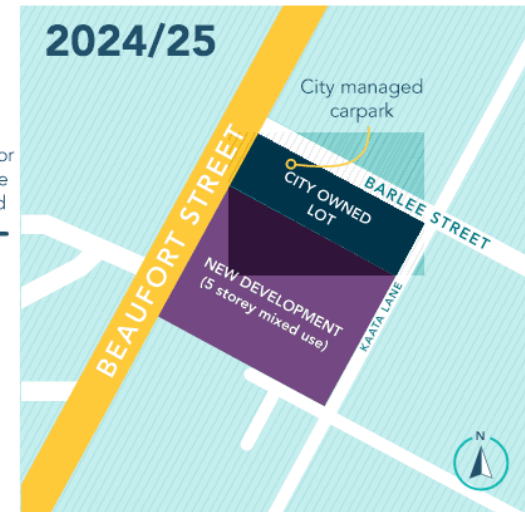 2024/25
City managed
carpark
or
e
d
BEAUFORT STREET
CITY OWNED
LOT
BARLEE STREET
NEW DEVELOPMENT
(5 storey mixed use)
KAATA LANE
N